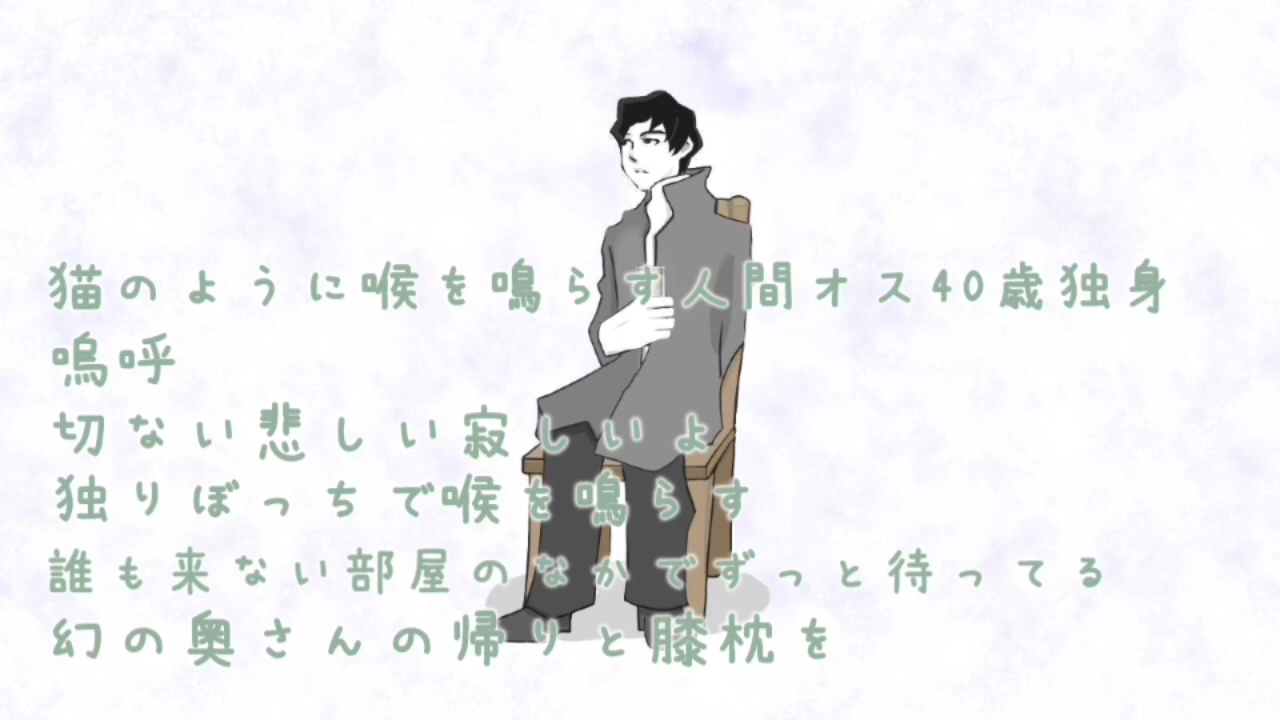 猫のように喉を鳴らす人間オス40歳独身
嗚呼
切ない悲しい寂しいよ
独りぼっちで喉を鳴らす
誰も来ない部屋のなかでずっと待ってる
幻の奥さんの帰りと膝枕を